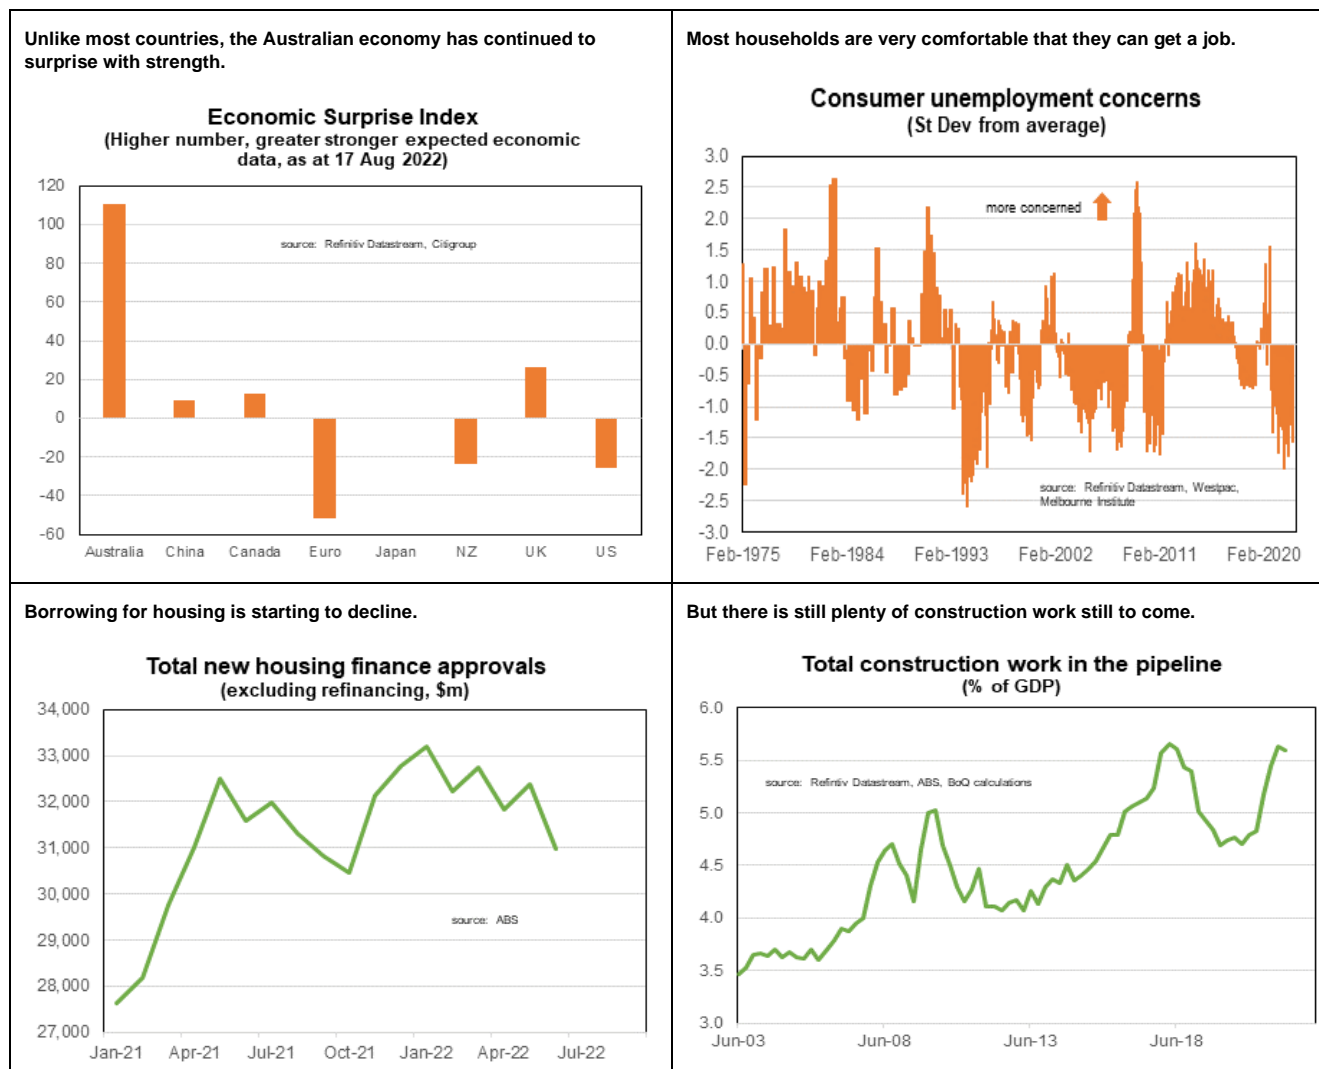 Unlike most countries, the Australian economy has continued to
surprise with strength.
Economic Surprise Index
(Higher number, greater stronger expected economic
data, as at 17 Aug 2022)
120
100
80
60
40
20
0
-20
-40
-60
source: Refinitiv Datastream, Citigroup
Australia China Canada Euro Japan NZ UK US
Most households are very comfortable that they can get a job.
Consumer unemployment concerns
(St Dev from average)
3.0
2.5
2.0
1.5
1.0
0.5
0.0
-0.5
-1.0
-1.5
-2.0
-2.5
-3.0
more concerned
source: Refinitiv Datastream, Westpac,
Melbourne Institute
Feb-1975 Feb-1984 Feb-1993 Feb-2002 Feb-2011 Feb-2020
Borrowing for housing is starting to decline.
Total new housing finance approvals
(excluding refinancing, $m)
34,000
33,000
32,000
31,000
30,000
29,000
28,000
27,000
source: ABS
Jan-21 Apr-21 Jul-21 Oct-21 Jan-22 Apr-22 Jul-22
But there is still plenty of construction work still to come.
Total construction work in the pipeline
(% of GDP)
6.0
5.5
5.0
4.5
4.0
3.5
3.0
source: Refintiv Datastream, ABS, BoQ calculations
Jun-03 Jun-08 Jun-13 Jun-18